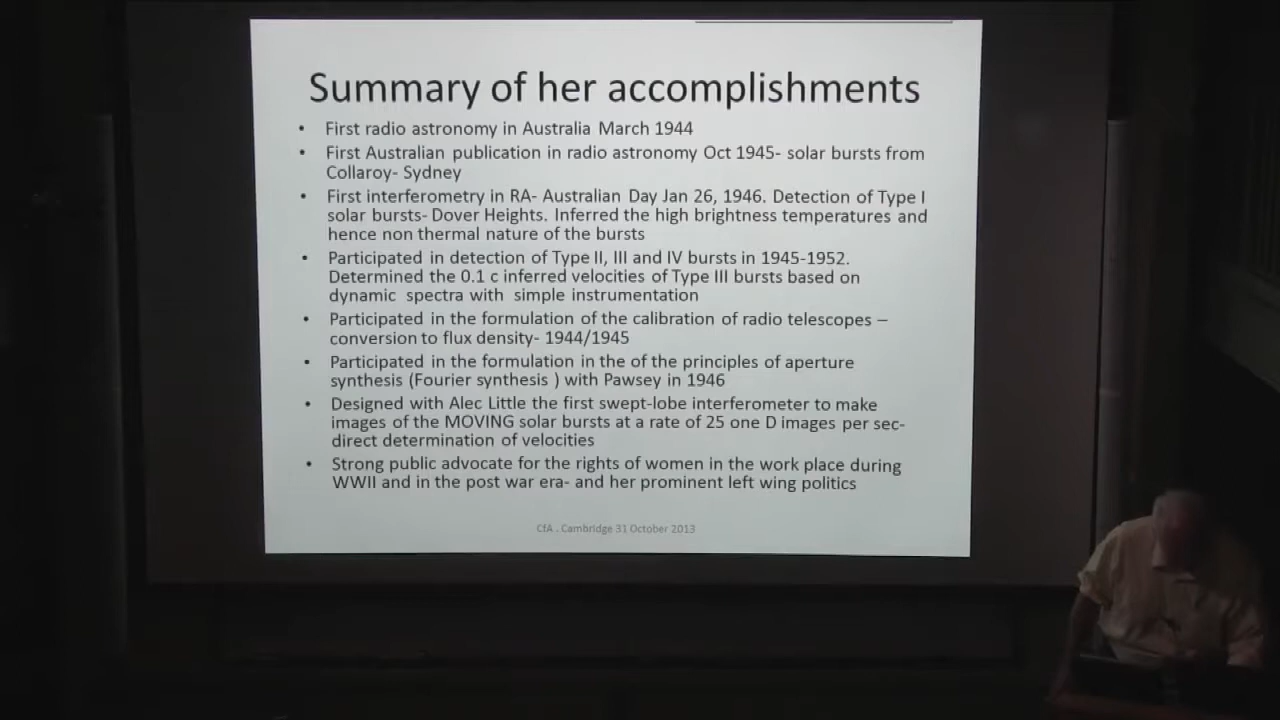 Summary of her accomplishments
• First radio astronomy in Australia March 1944
• First Australian publication in radio astronomy Oct 1945- solar bursts from
Collaroy- Sydney
• First interferometry in RA- Australian Day Jan 26, 1946. Detection of Type I
solar bursts- Dover Heights. Inferred the high brightness temperatures and
hence non thermal nature of the bursts
• Participated in detection of Type II, III and IV bursts in 1945-1952.
Determined the 0.1 c inferred velocities of Type III bursts based on
dynamic spectra with simple instrumentation
• Participated in the formulation of the calibration of radio telescopes –
conversion to flux density- 1944/1945
• Participated in the formulation in the of the principles of aperture
synthesis (Fourier synthesis ) with Pawsey in 1946
• Designed with Alec Little the first swept-lobe interferometer to make
images of the MOVING solar bursts at a rate of 25 one D images per sec-
direct determination of velocities
• Strong public advocate for the rights of women in the work place during
WWII and in the post war era- and her prominent left wing politics
CfA . Cambridge 31 October 2013